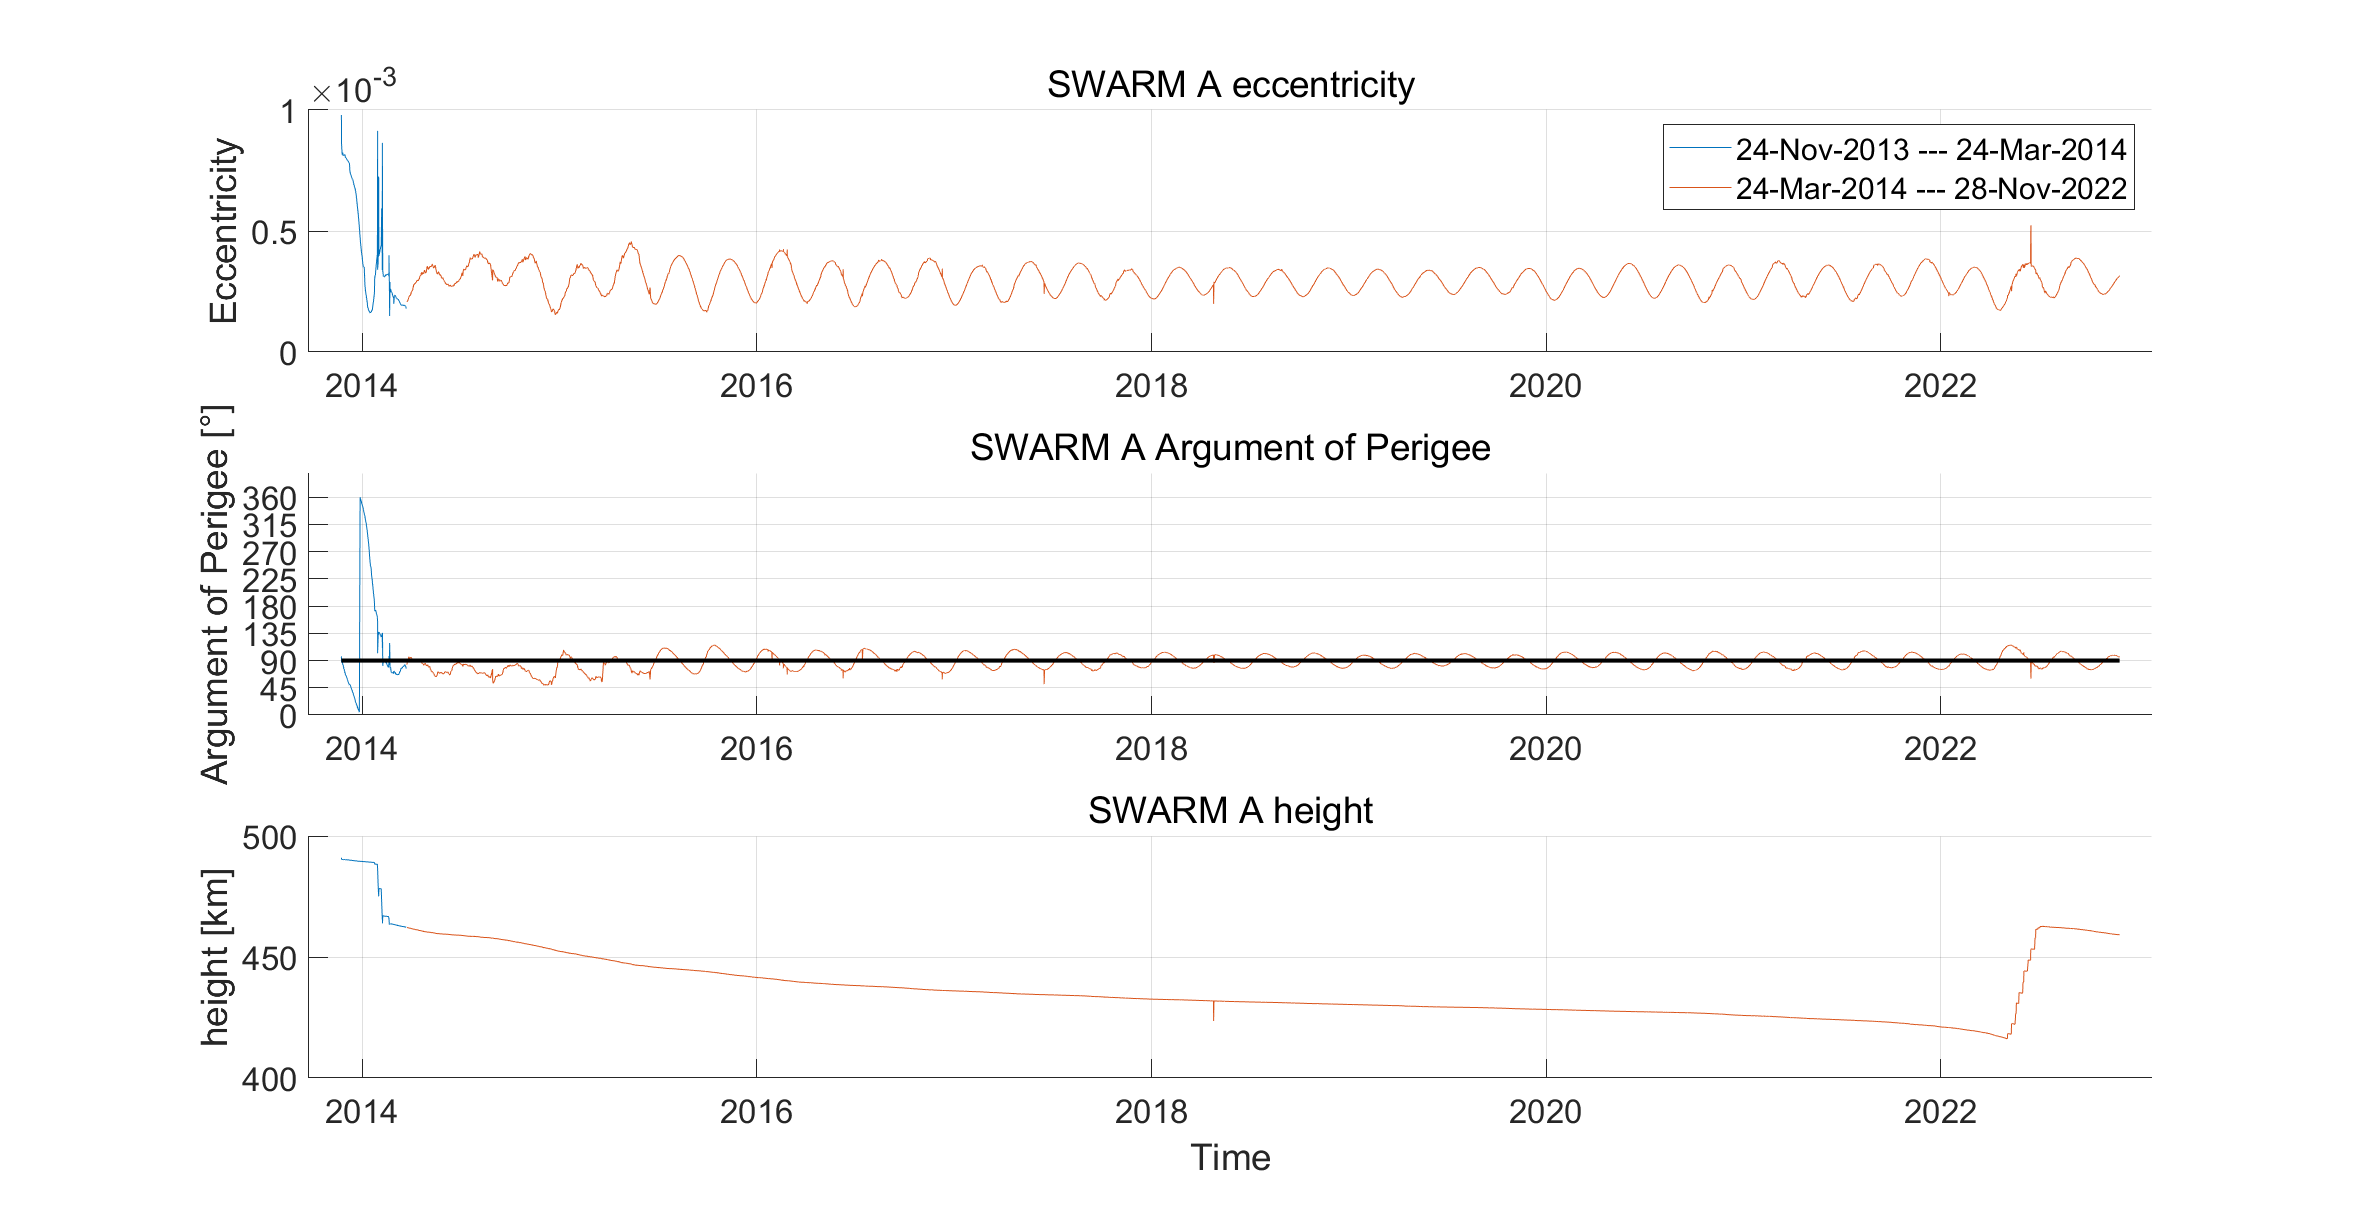 SWARM A eccentricity
×10-3
Eccentricity
1
0.5
0
24-Nov-2013 --- 24-Mar-2014
24-Mar-2014 --- 28-Nov-2022
2014 2016 2018 2020 2022
SWARM A Argument of Perigee
Argument of Perigee [°]
360
315
270
225
180
135
90
45
0
2014 2016 2018 2020 2022
SWARM A height
height [km]
500
450
400
2014 2016 2018 2020 2022
Time